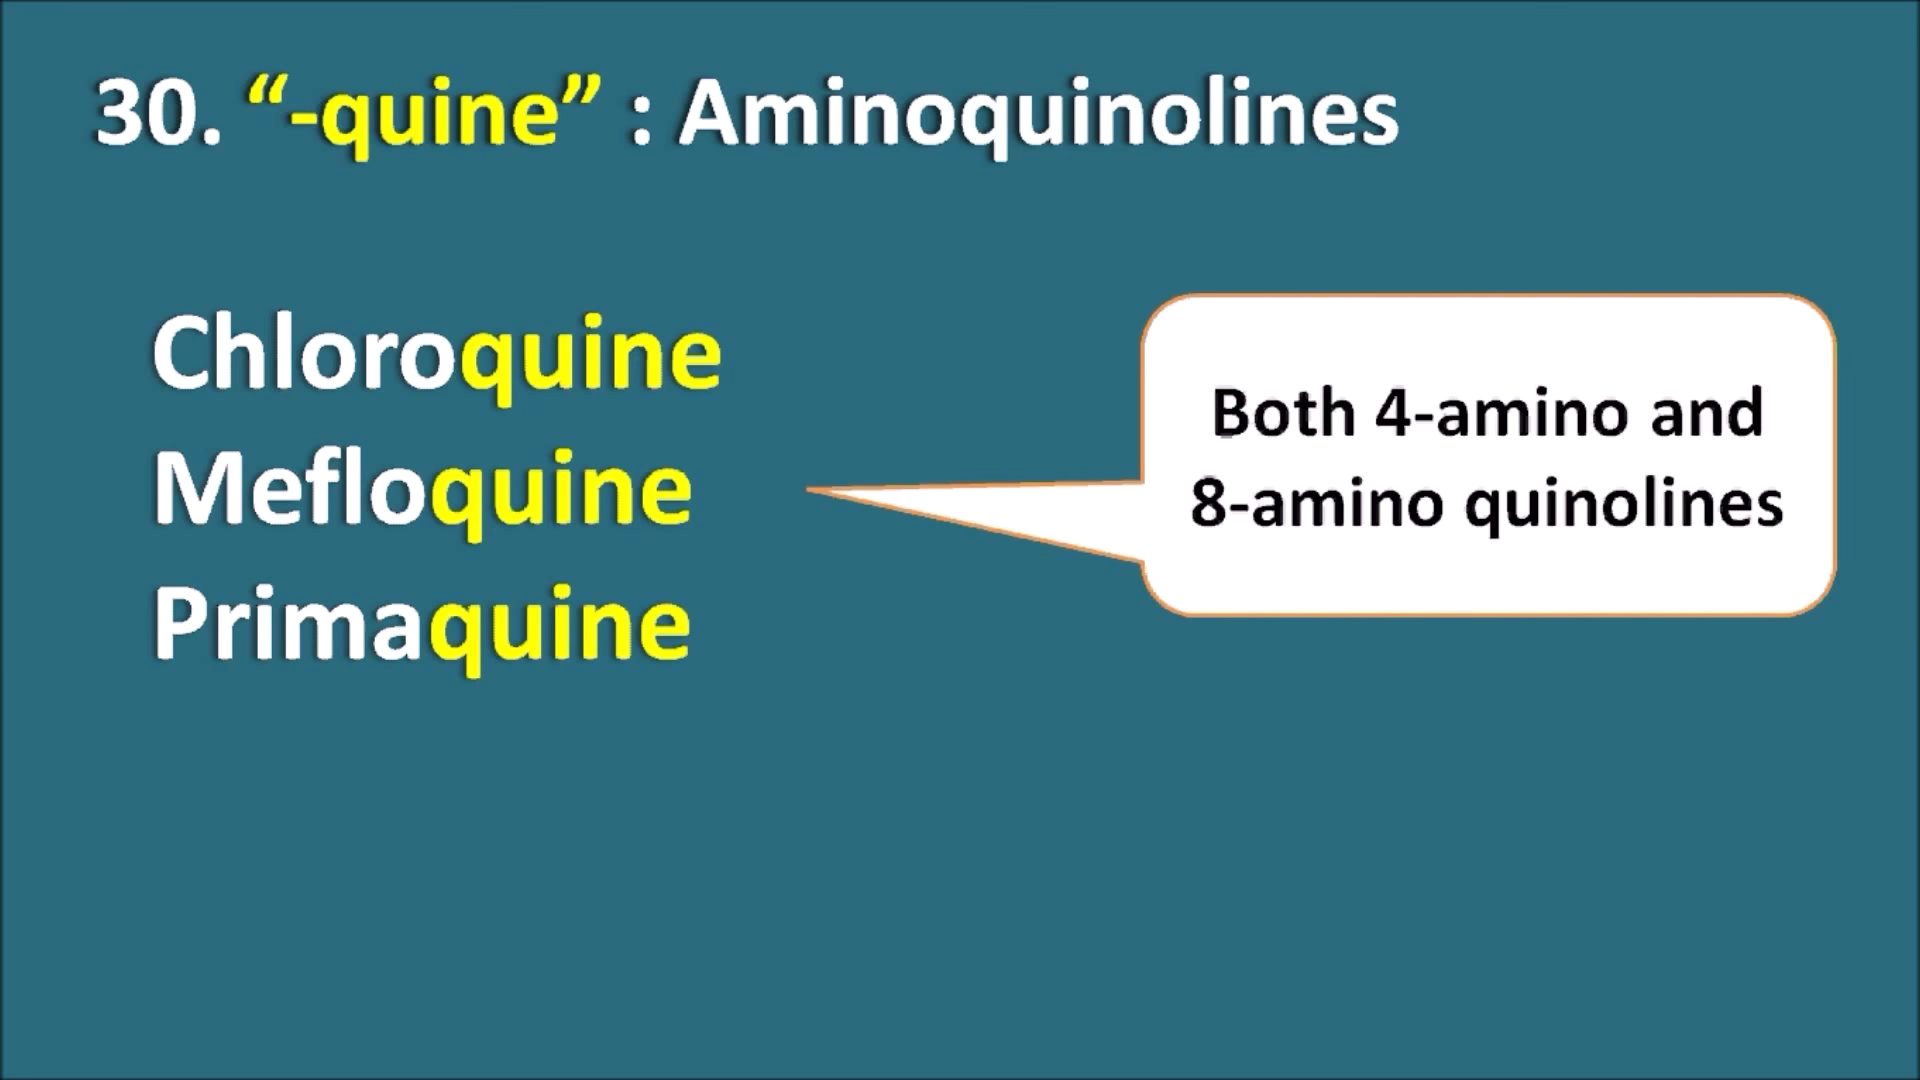 30. “-quine” : Aminoquinolines
Chloroquine
Mefloquine
Primaquine
Both 4-amino and
8-amino quinolines